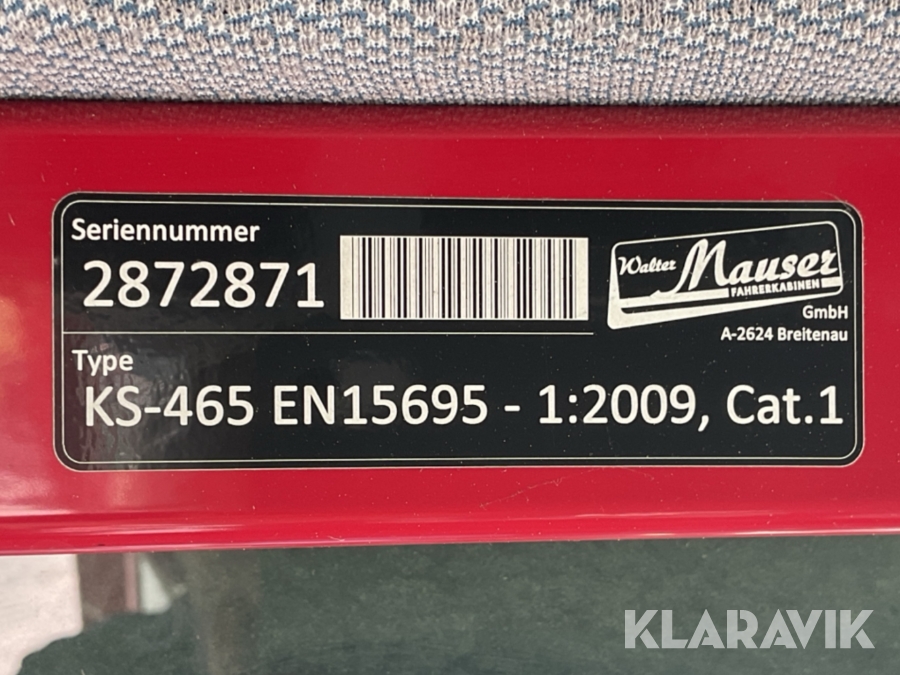 Seriennummer
2872871
Walter Mauser
FAHRERKABINEN
GmbH
A-2624 Breitenau
Type
KS-465 EN15695 - 1:2009, Cat.1
KLARAVIK